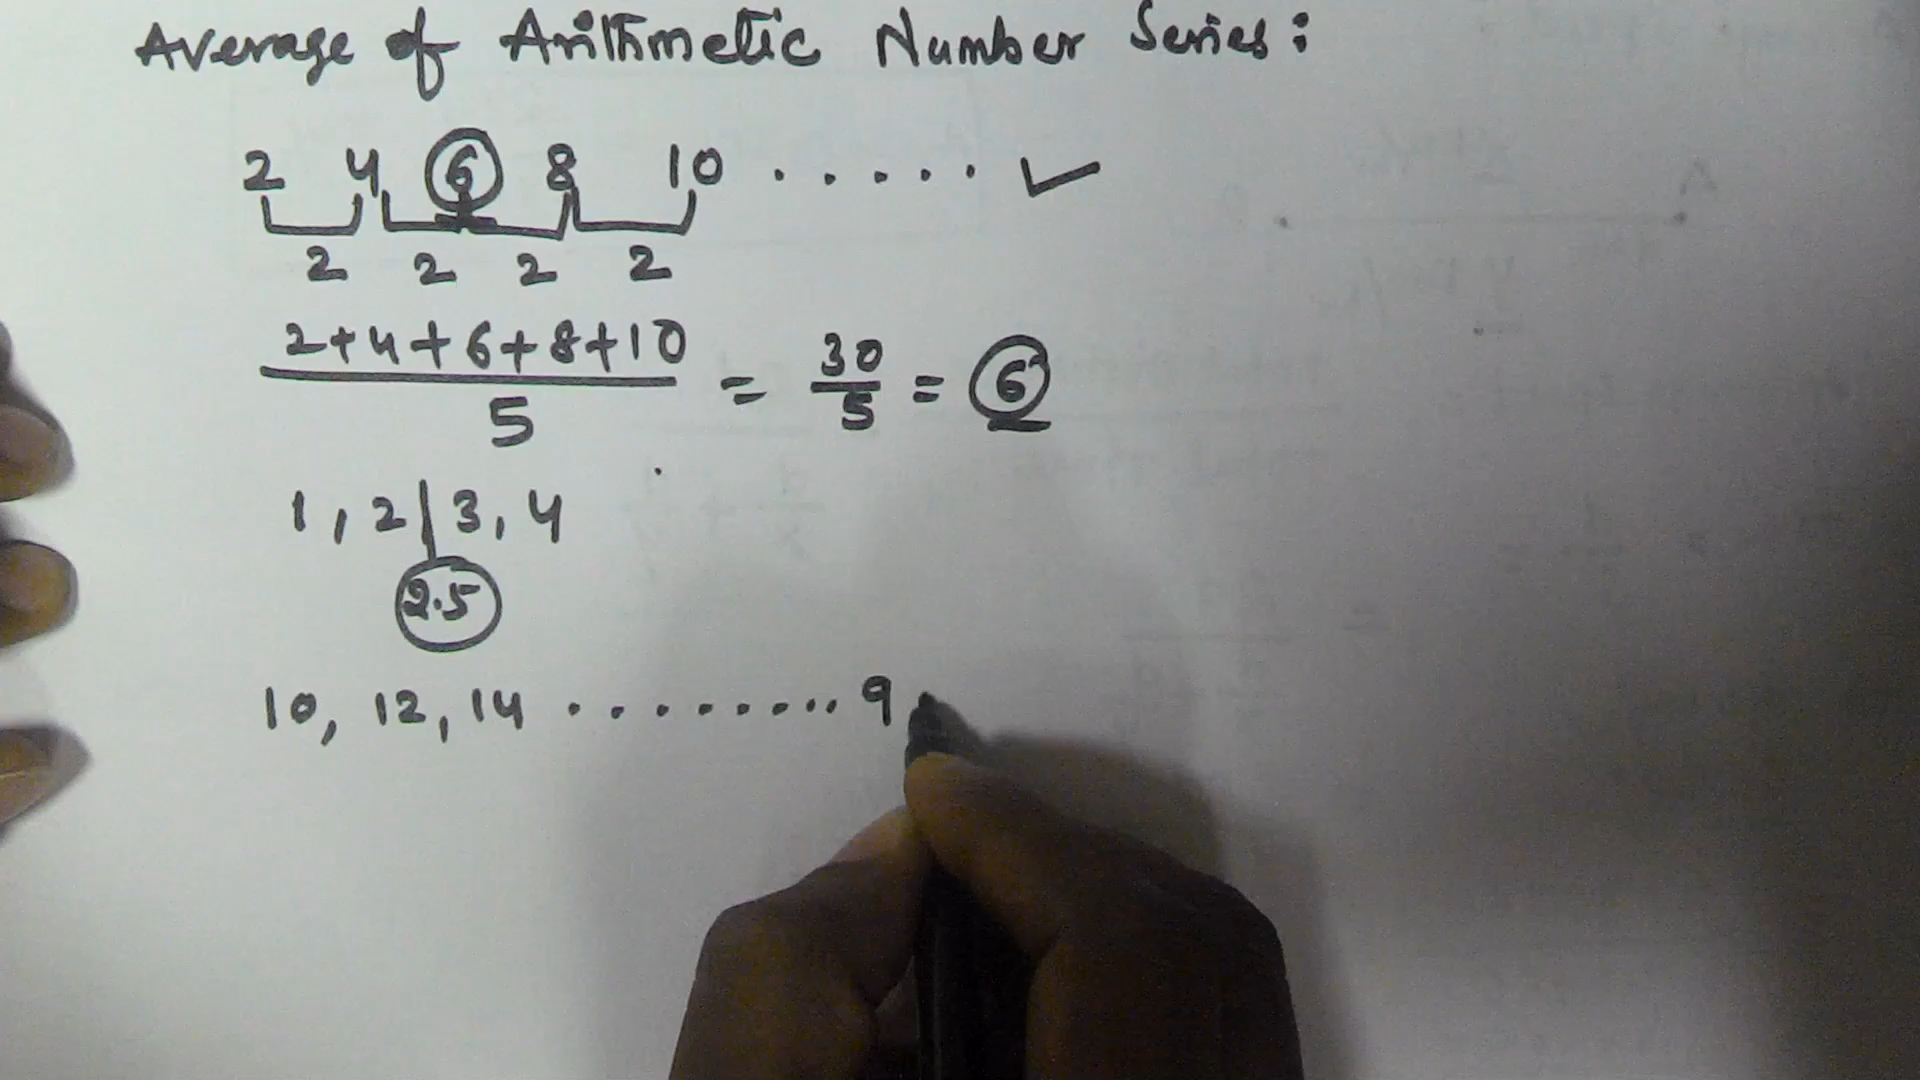 Average of Arithmetic Number Series:
2 4 6 8 10 ..... ✓
2 2 2 2
2+4+6+8+10
5
= 30/5 = 6
1, 2|3, 4
2.5
10, 12, 14 ......... 9